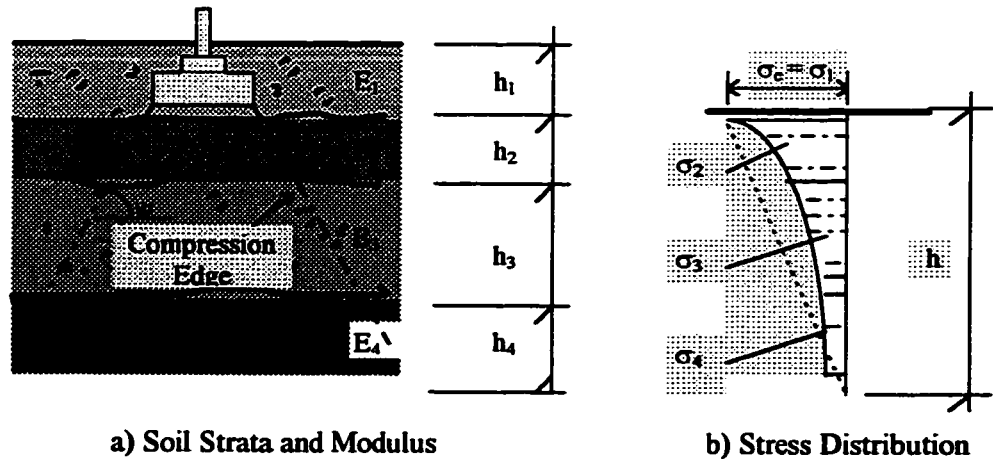 E₁
h₁
h₂
Compression
Edge
E₃
h₃
E₄
h₄
a) Soil Strata and Modulus
σc = σ₁
σ₂
σ₃
σ₄
h
b) Stress Distribution